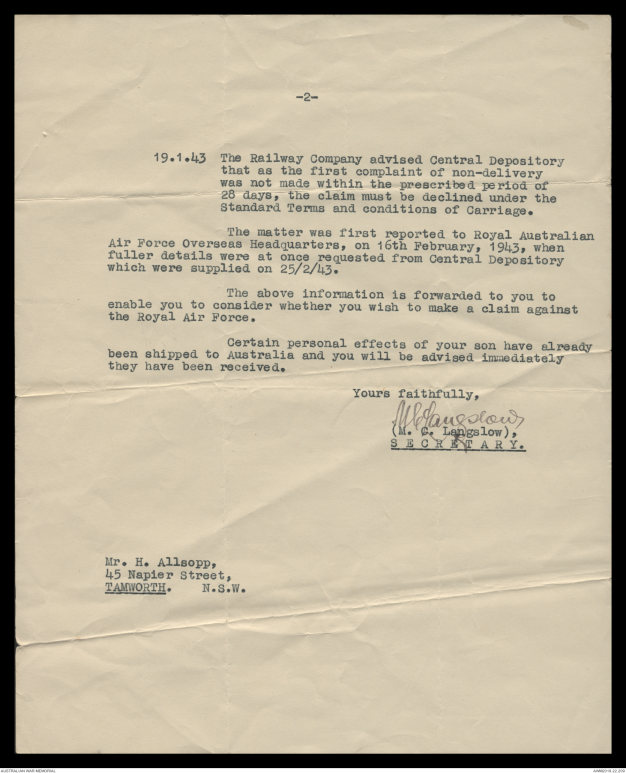 -2-
19.1.43 The Railway Company advised Central Depository
that as the first complaint of non-delivery
was not made within the prescribed period of
28 days, the claim must be declined under the
Standard Terms and conditions of Carriage.
The matter was first reported to Royal Australian
Air Force Overseas Headquarters, on 16th February, 1943, when
fuller details were at once requested from Central Depository
which were supplied on 25/2/43.
The above information is forwarded to you to
enable you to consider whether you wish to make a claim against
the Royal Air Force.
Certain personal effects of your son have already
been shipped to Australia and you will be advised immediately
they have been received.
Yours faithfully,
M C Langslow
(M. C. Langslow),
SECRETARY.
Mr. H. Allsopp,
45 Napier Street,
TAMWORTH. N.S.W.
AUSTRALIAN WAR MEMORIAL